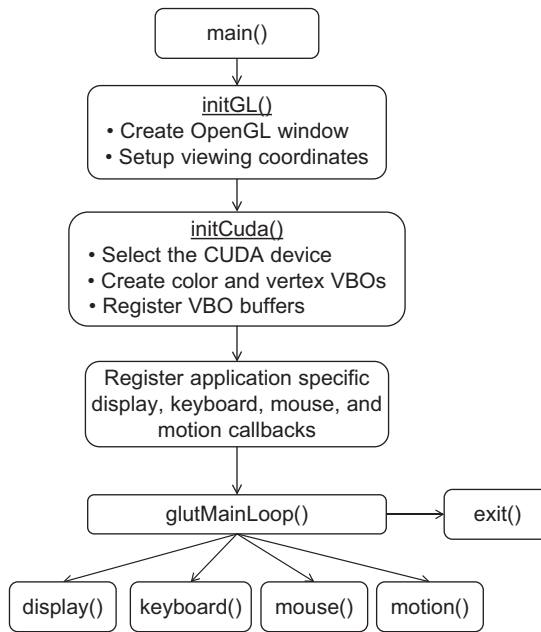 main()
initGL()
• Create OpenGL window
• Setup viewing coordinates
initCuda()
• Select the CUDA device
• Create color and vertex VBOs
• Register VBO buffers
Register application specific
display, keyboard, mouse, and
motion callbacks
glutMainLoop()
exit()
display()
keyboard()
mouse()
motion()